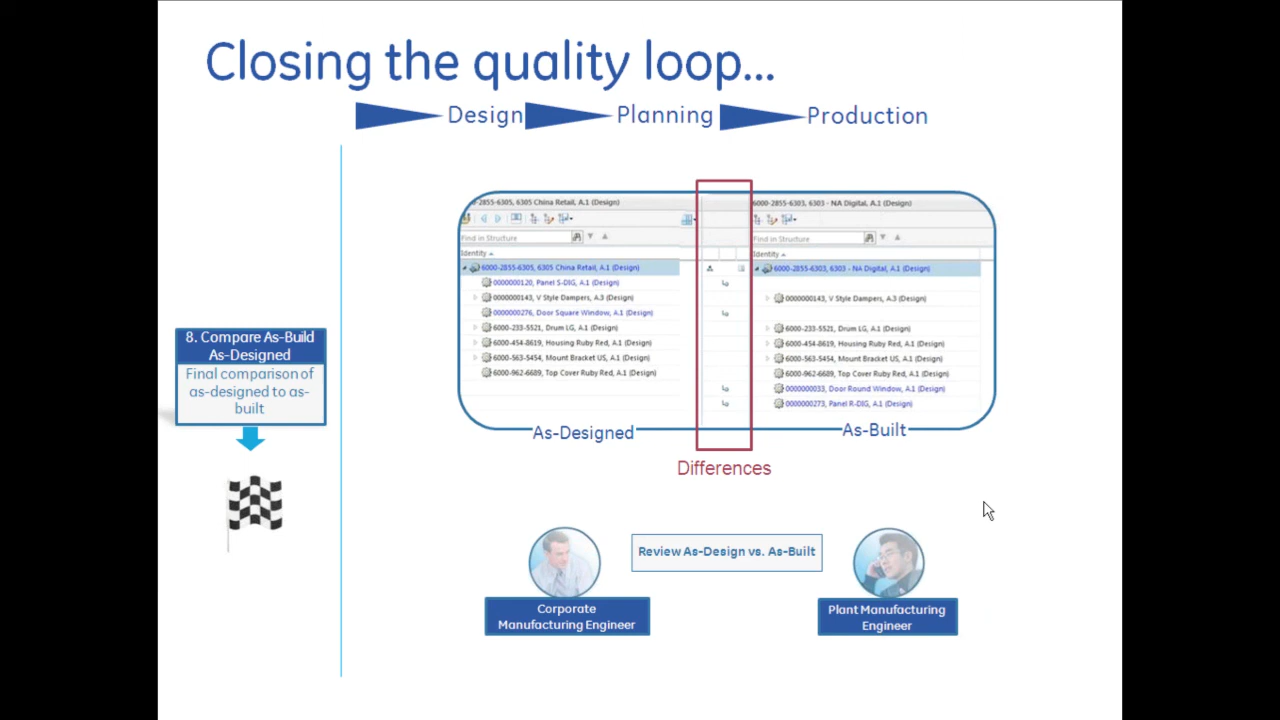 Closing the quality loop...
Design Planning Production
6000-2855-6305, 6305 China Retail, A.1 (Design)
Find in Structure
Identity
6000-2855-6305, 6305 China Retail, A.1 (Design)
0000000120, Panel S-DIG, A.1 (Design)
0000000143, V Style Dampers, A.3 (Design)
0000000276, Door Square Window, A.1 (Design)
6000-233-5521, Drum LG, A.1 (Design)
6000-454-8619, Housing Ruby Red, A.1 (Design)
6000-563-5454, Mount Bracket US, A.1 (Design)
6000-962-6689, Top Cover Ruby Red, A.1 (Design)
As-Designed
6000-2855-6303, 6303 - NA Digital, A.1 (Design)
Find in Structure
Identity
6000-2855-6303, 6303 - NA Digital, A.1 (Design)
0000000143, V Style Dampers, A.3 (Design)
6000-233-5521, Drum LG, A.1 (Design)
6000-454-8619, Housing Ruby Red, A.1 (Design)
6000-563-5454, Mount Bracket US, A.1 (Design)
6000-962-6689, Top Cover Ruby Red, A.1 (Design)
0000000033, Door Round Window, A.1 (Design)
0000000273, Panel R-DIG, A.1 (Design)
As-Built
Differences
8. Compare As-Build
As-Designed
Final comparison of
as-designed to as-
built
Review As-Design vs. As-Built
Corporate
Manufacturing Engineer
Plant Manufacturing
Engineer